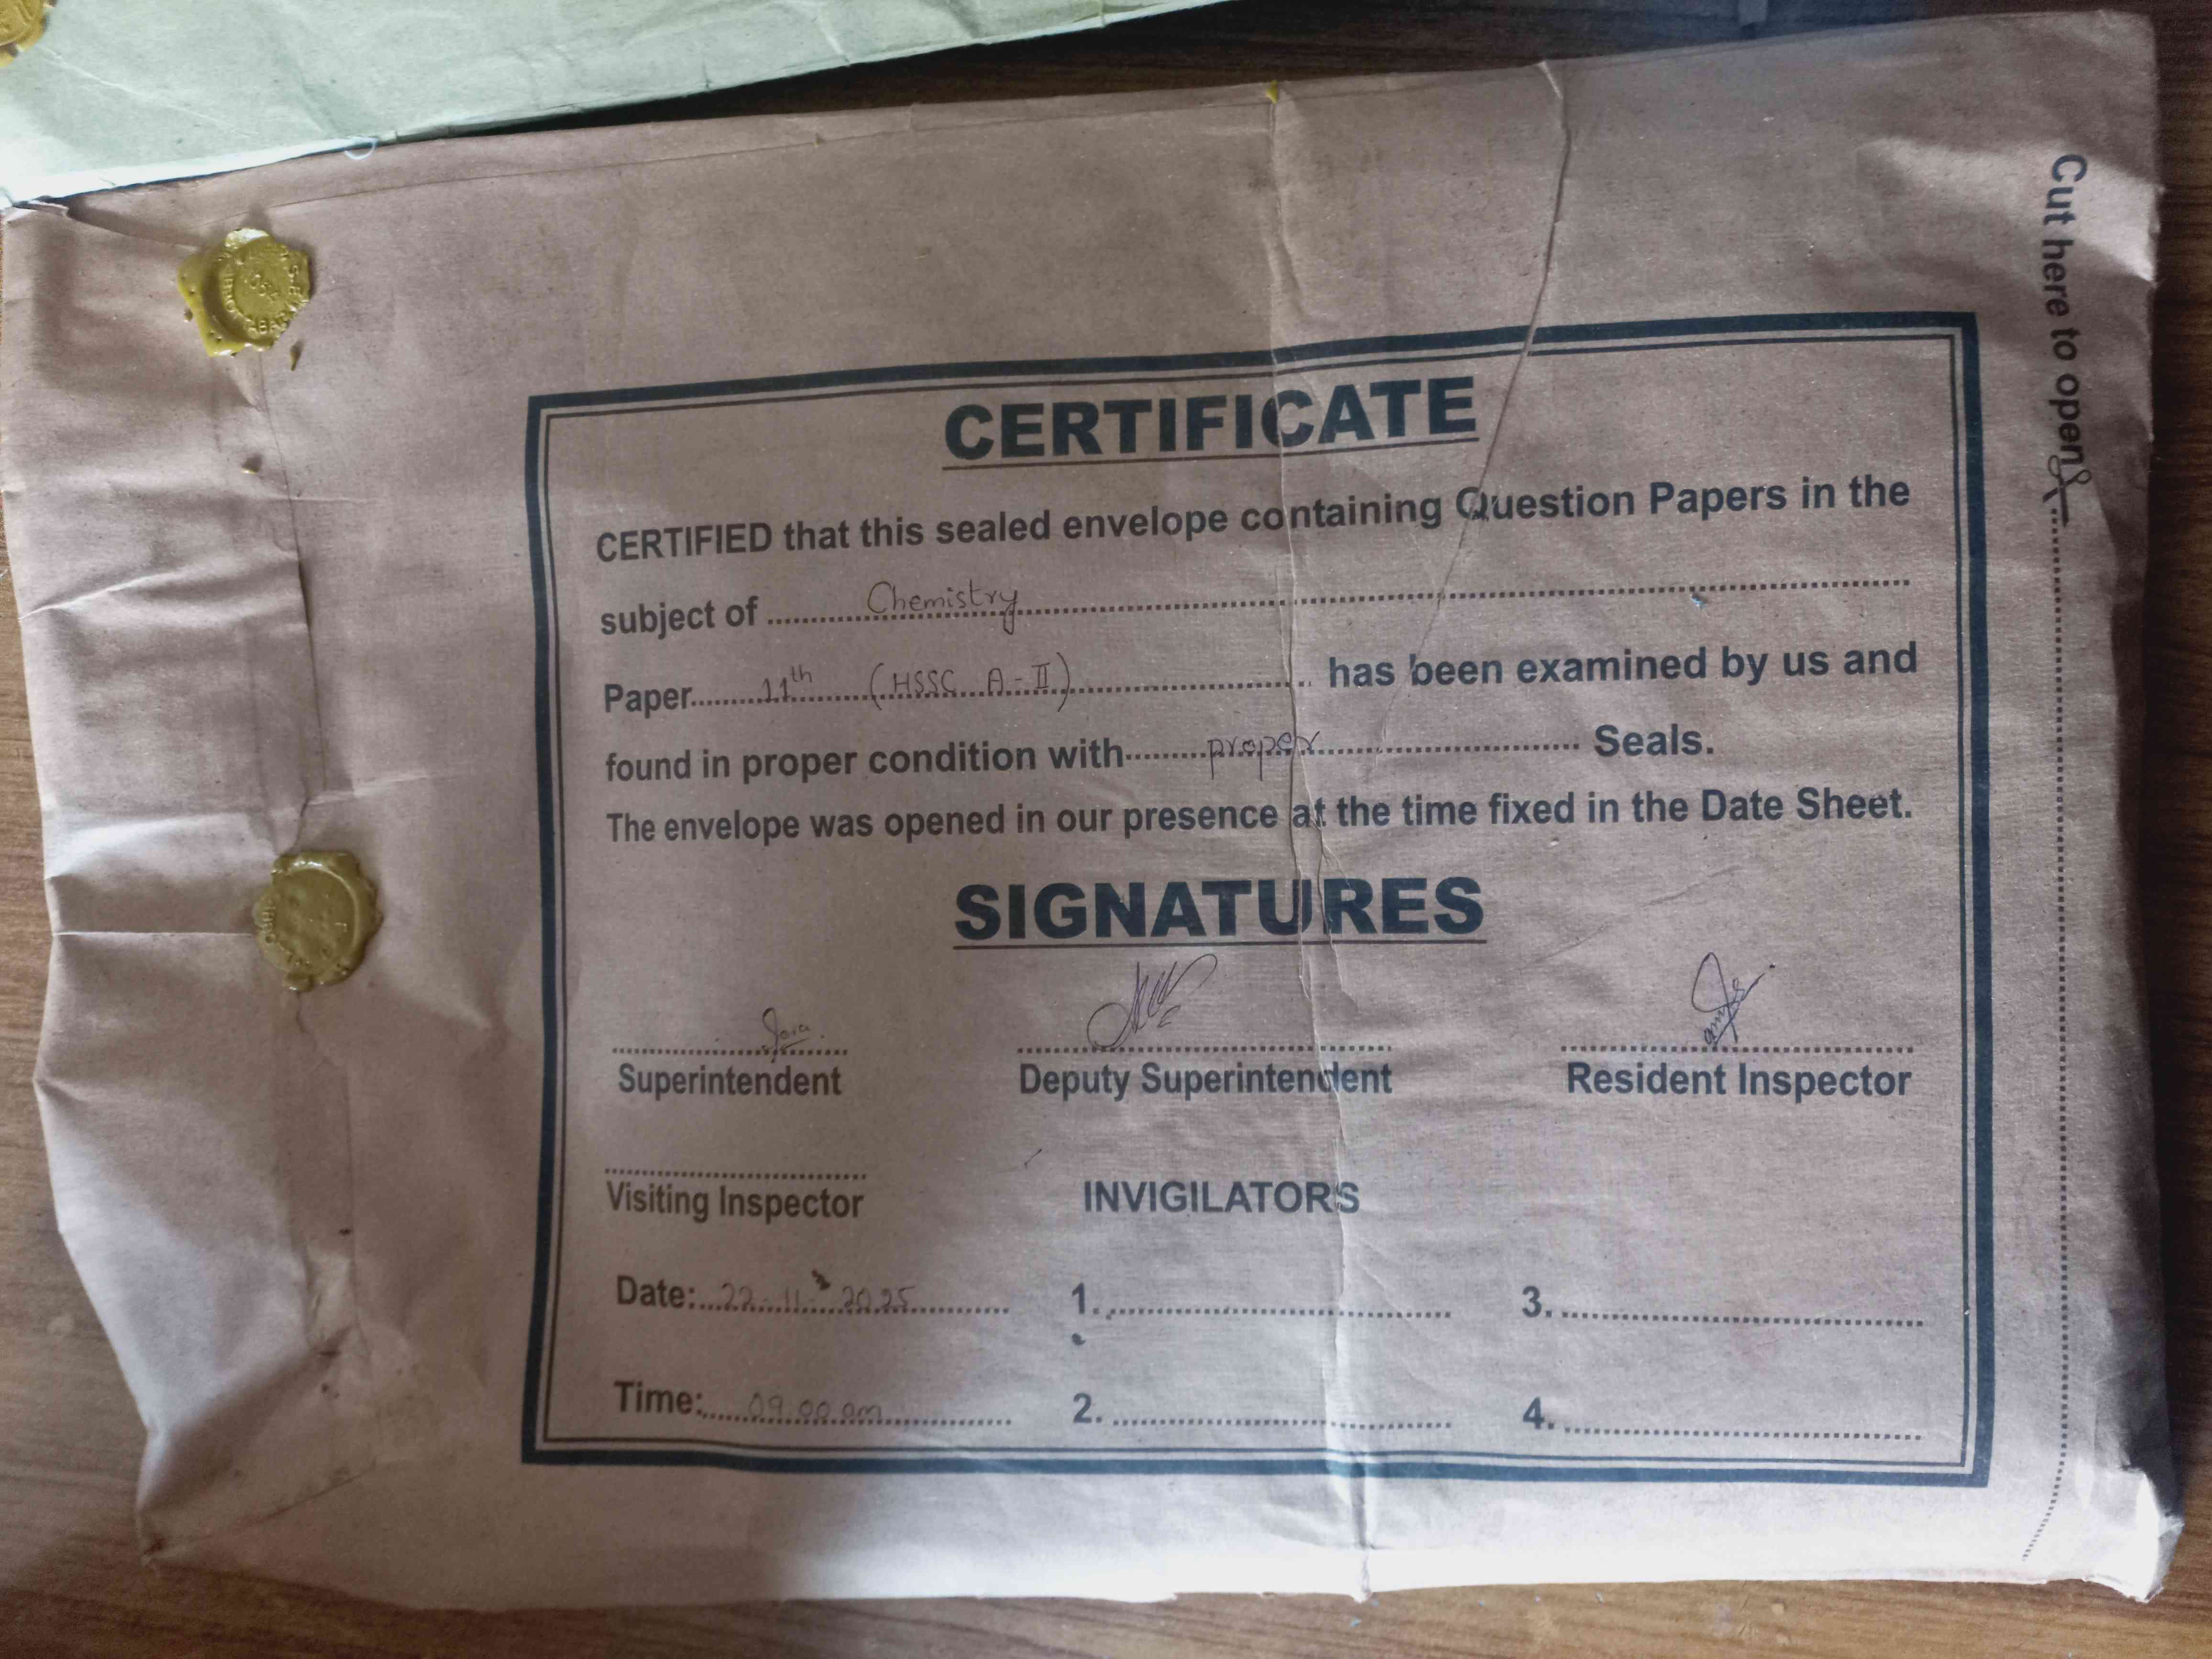 Cut here to open
CERTIFICATE
CERTIFIED that this sealed envelope containing Question Papers in the
subject of ........Chemistry........
Paper........11th (HSSC A-II)........ has been examined by us and
found in proper condition with........proper........ Seals.
The envelope was opened in our presence at the time fixed in the Date Sheet.
SIGNATURES
Superintendent Deputy Superintendent Resident Inspector
Visiting Inspector INVIGILATORS
Date:...22-11-2025... 1. 3.
Time:...09:00 am... 2. 4.